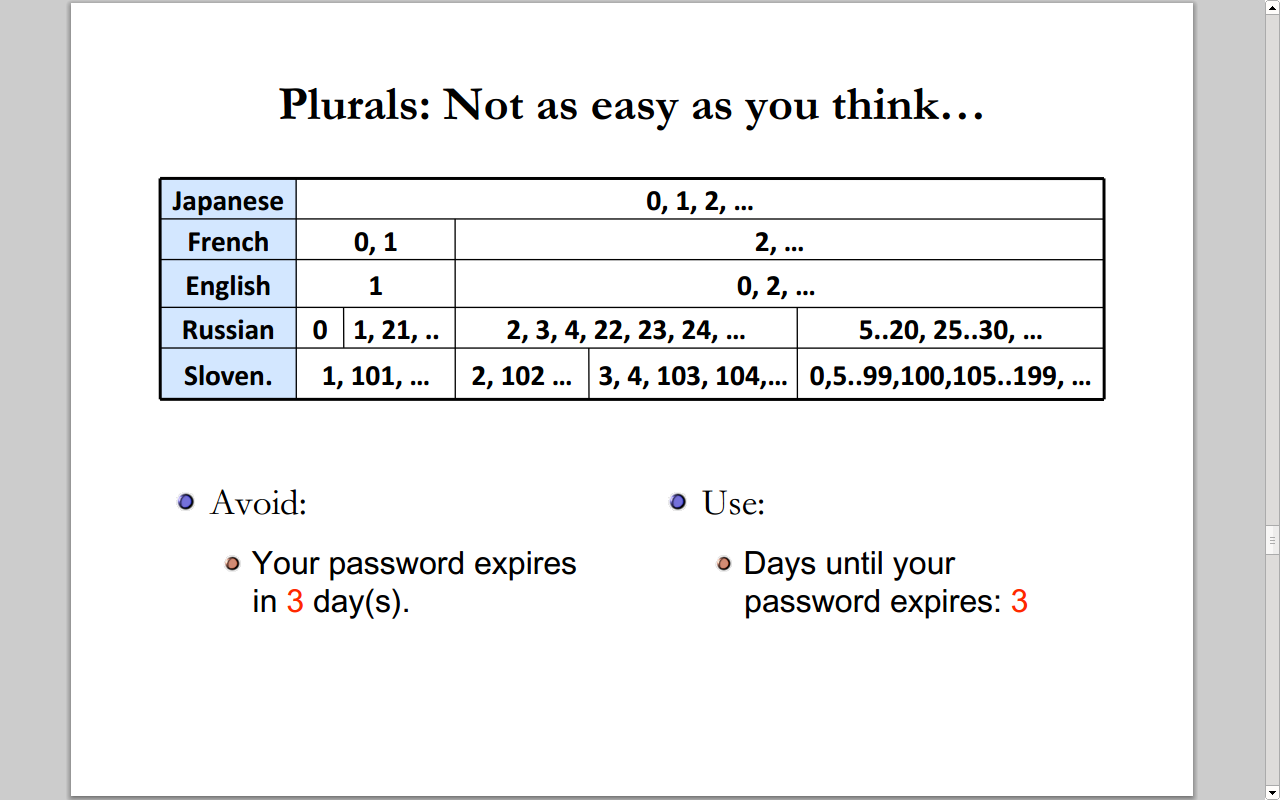 Plurals: Not as easy as you think…
Japanese 0, 1, 2, ...
French 0, 1 2, ...
English 1 0, 2, ...
Russian 0 1, 21, .. 2, 3, 4, 22, 23, 24, ... 5..20, 25..30, ...
Sloven. 1, 101, ... 2, 102 ... 3, 4, 103, 104,... 0,5..99,100,105..199, ...
Avoid:
Your password expires
in 3 day(s).
Use:
Days until your
password expires: 3